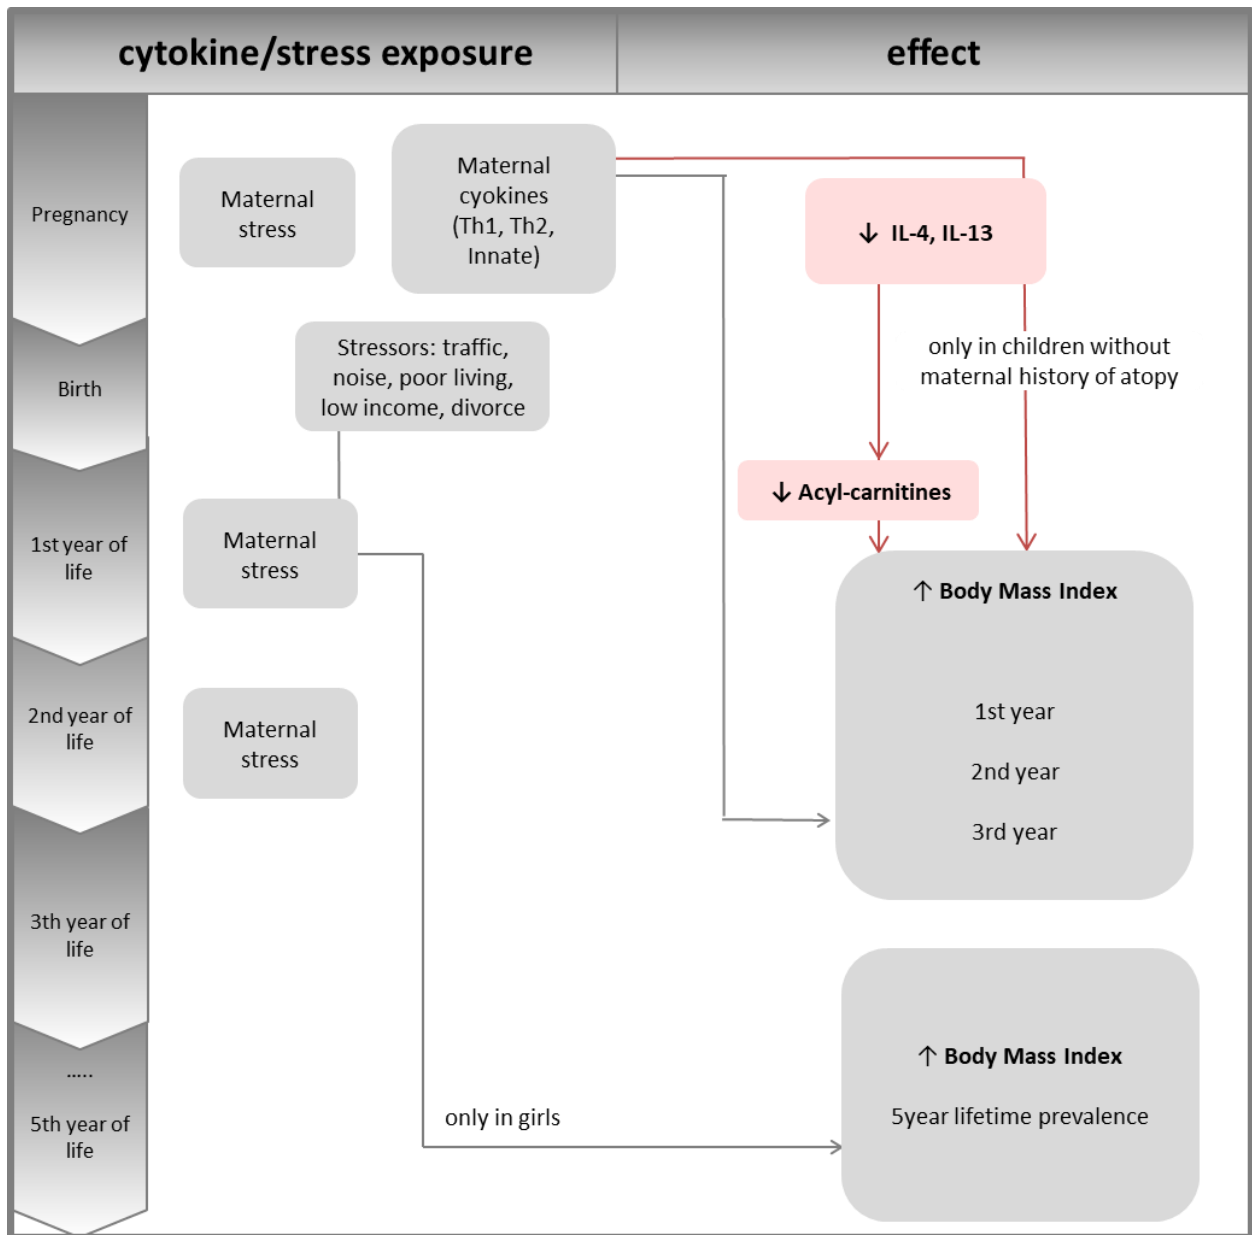 cytokine/stress exposure
effect
Pregnancy
Maternal
stress
Maternal
cyokines
(Th1, Th2,
Innate)
↓ IL-4, IL-13
Birth
Stressors: traffic,
noise, poor living,
low income, divorce
only in children without
maternal history of atopy
1st year of
life
Maternal
stress
↓ Acyl-carnitines
↑ Body Mass Index
1st year
2nd year
3rd year
2nd year of
life
Maternal
stress
3th year of
life
.....
5th year of
life
only in girls
↑ Body Mass Index
5year lifetime prevalence